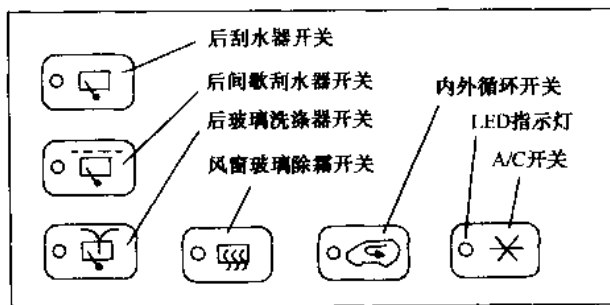 后刮水器开关
后间歇刮水器开关
后玻璃洗涤器开关
风窗玻璃除霜开关
内外循环开关
LED指示灯
A/C开关